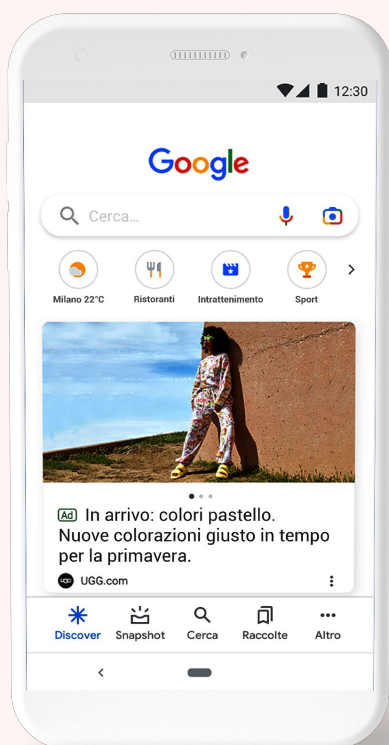 12:30
Google
Cerca...
Milano 22°C
Ristoranti
Intrattenimento
Sport
Ad In arrivo: colori pastello.
Nuove colorazioni giusto in tempo
per la primavera.
UGG UGG.com
Discover
Snapshot
Cerca
Raccolte
Altro